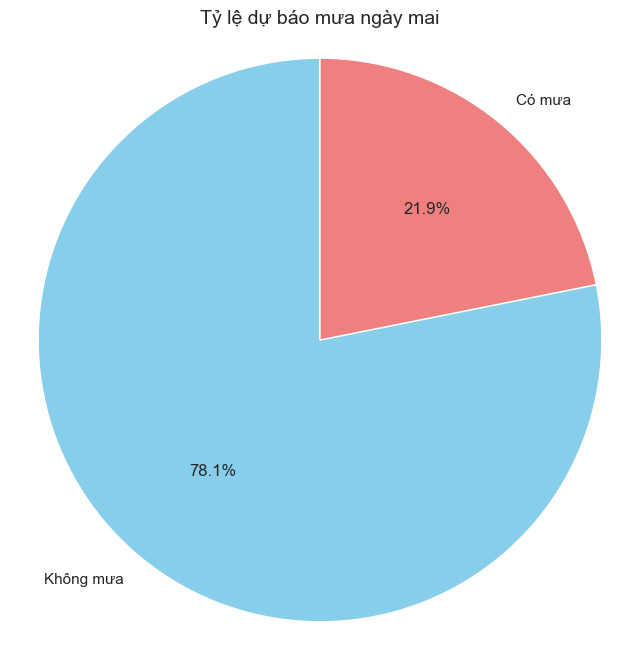 Tỷ lệ dự báo mưa ngày mai
Có mưa
21.9%
78.1%
Không mưa